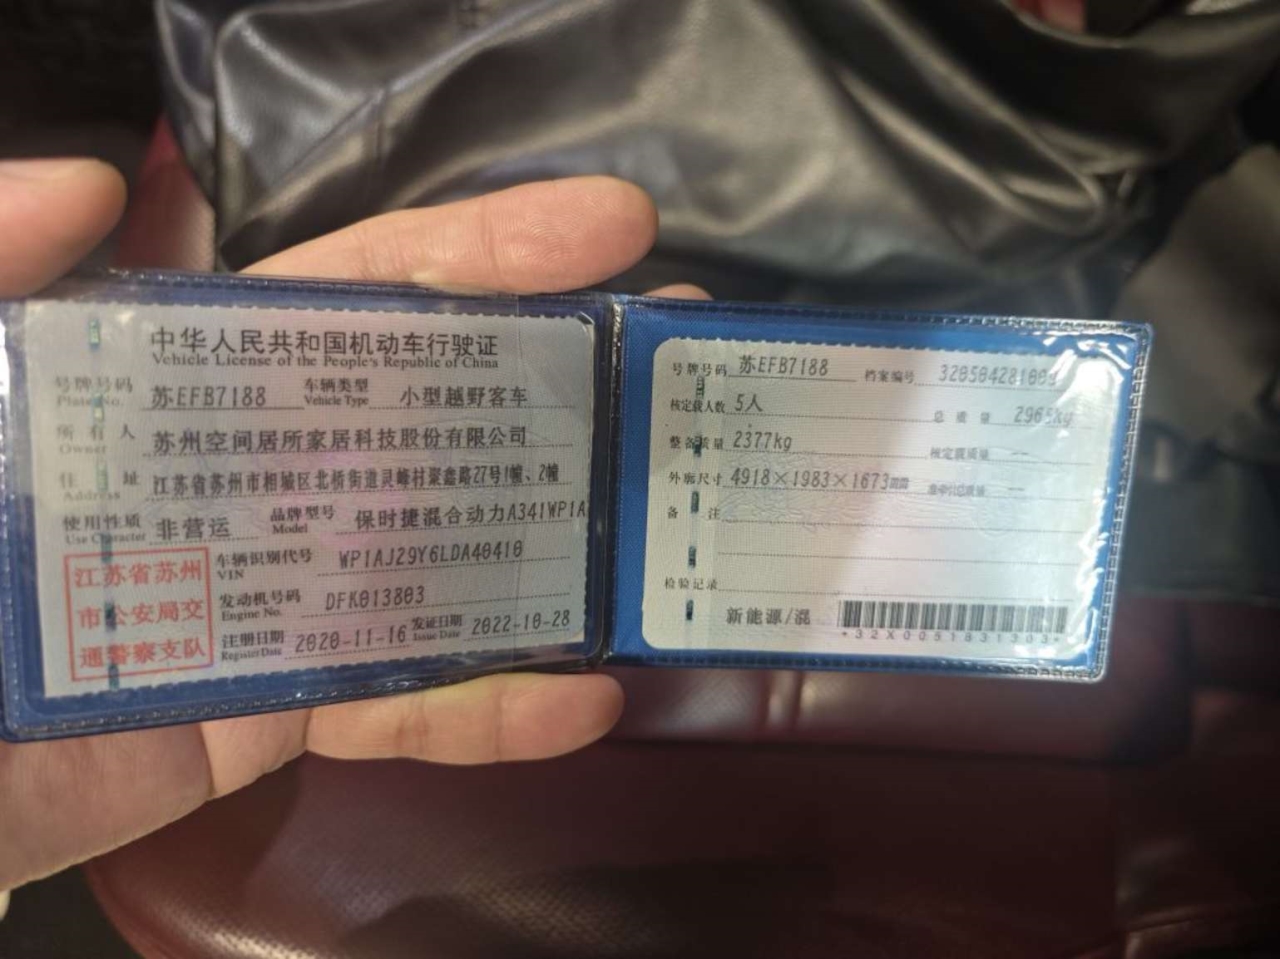 中华人民共和国机动车行驶证
Vehicle License of the People's Republic of China
号牌号码 苏EFB7188 车辆类型 小型越野客车
Plate No. Vehicle Type
所有人 苏州空间居所家居科技股份有限公司
Owner
住址 江苏省苏州市相城区北桥街道灵峰村聚鑫路27号1幢、2幢
Address
使用性质 非营运 品牌型号 保时捷混合动力A341WP1A
Use Character Model
江苏省苏州
市公安局交
通警察支队
车辆识别代号 WP1AJ29Y6LDA40410
VIN
发动机号码 DFK013803
Engine No.
注册日期 2020-11-16 发证日期 2022-10-28
Register Date Issue Date
号牌号码 苏EFB7188 档案编号
核定载人数 5人 总质量 2965kg
整备质量 2377kg 核定载质量 --
外廓尺寸 4918×1983×1673mm 准牵引总质量 --
备注
检验记录
新能源/混
*32X0051831303*